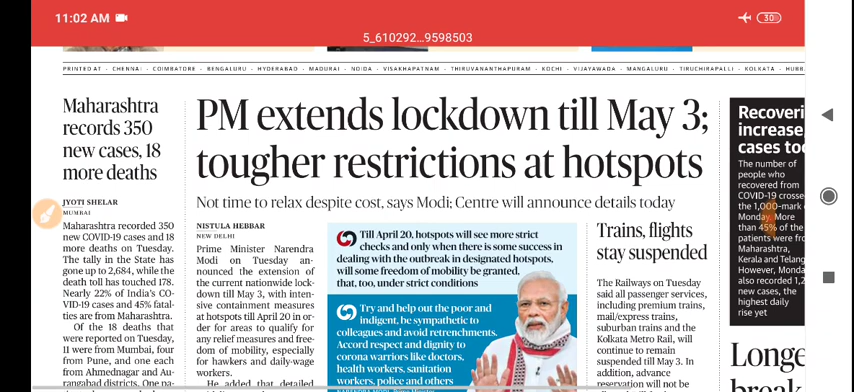 11:02 AM
30
5_610292...9598503
PRINTED AT - CHENNAI - COIMBATORE - BENGALURU - HYDERABAD - MADURAI - NOIDA - VISAKHAPATNAM - THIRUVANANTHAPURAM - KOCHI - VIJAYAWADA - MANGALURU - TIRUCHIRAPALLI - KOLKATA - HUBB
Maharashtra
records 350
new cases, 18
more deaths
JYOTI SHELAR
MUMBAI
Maharashtra recorded 350
new COVID-19 cases and 18
more deaths on Tuesday.
The tally in the State has
gone up to 2,684, while the
death toll has touched 178.
Nearly 22% of India's CO-
VID-19 cases and 45% fatal-
ities are from Maharashtra.
Of the 18 deaths that
were reported on Tuesday,
11 were from Mumbai, four
from Pune, and one each
from Ahmednagar and Au-
rangabad districts. One pa-
PM extends lockdown till May 3;
tougher restrictions at hotspots
Not time to relax despite cost, says Modi; Centre will announce details today
NISTULA HEBBAR
NEW DELHI
Prime Minister Narendra
Modi on Tuesday an-
nounced the extension of
the current nationwide lock-
down till May 3, with inten-
sive containment measures
at hotspots till April 20 in or-
der for areas to qualify for
any relief measures and free-
dom of mobility, especially
for hawkers and daily-wage
workers.
He added that detailed
Till April 20, hotspots will see more strict
checks and only when there is some success in
dealing with the outbreak in designated hotspots,
will some freedom of mobility be granted,
that, too, under strict conditions
Try and help out the poor and
indigent, be sympathetic to
colleagues and avoid retrenchments.
Accord respect and dignity to
corona warriors like doctors,
health workers, sanitation
workers, police and others
Trains, flights
stay suspended
The Railways on Tuesday
said all passenger services,
including premium trains,
mail/express trains,
suburban trains and the
Kolkata Metro Rail, will
continue to remain
suspended till May 3. In
addition, advance
reservation will not be
Recoveri
increase
cases too
The number of
people who
recovered from
COVID-19 crosse
the 1,000-mark
Monday. More
than 45% of the
patients were fro
Maharashtra,
Kerala and Telang
However, Monda
also recorded 1,2
new cases, the
highest daily
rise yet
Longe
break